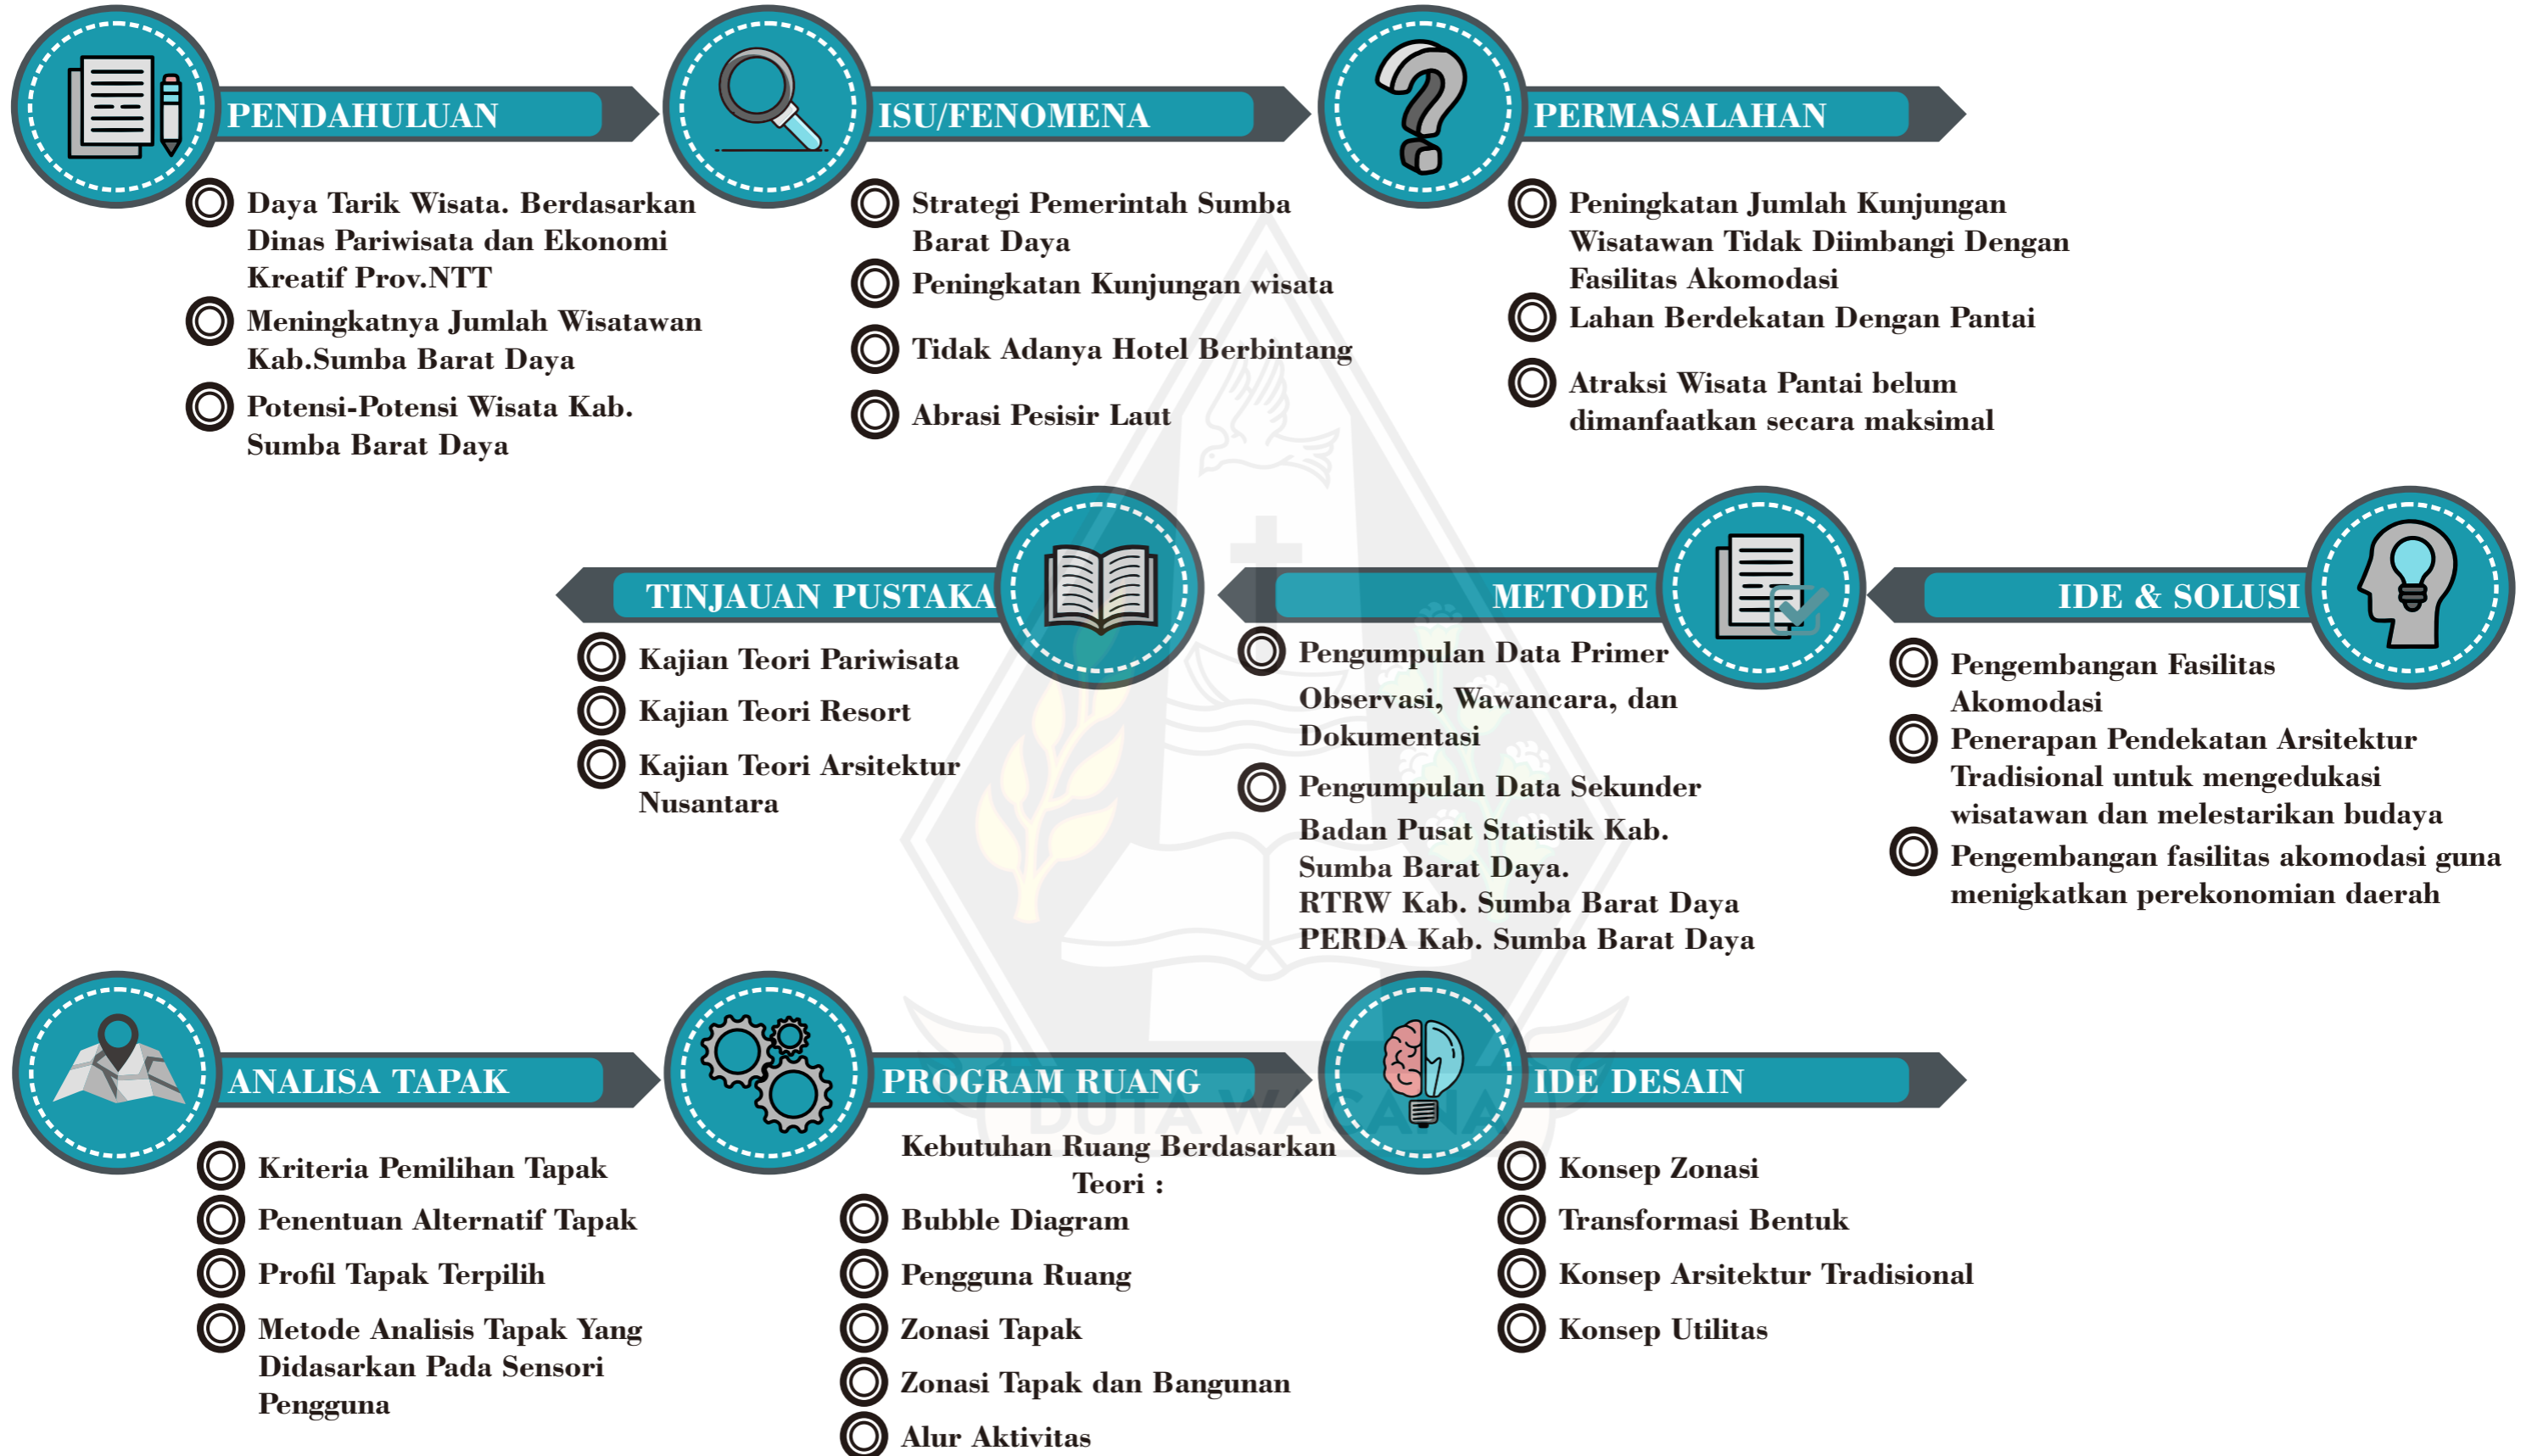 PENDAHULUAN
Daya Tarik Wisata. Berdasarkan
Dinas Pariwisata dan Ekonomi
Kreatif Prov.NTT
Meningkatnya Jumlah Wisatawan
Kab.Sumba Barat Daya
Potensi-Potensi Wisata Kab.
Sumba Barat Daya
ISU/FENOMENA
Strategi Pemerintah Sumba
Barat Daya
Peningkatan Kunjungan wisata
Tidak Adanya Hotel Berbintang
Abrasi Pesisir Laut
PERMASALAHAN
Peningkatan Jumlah Kunjungan
Wisatawan Tidak Diimbangi Dengan
Fasilitas Akomodasi
Lahan Berdekatan Dengan Pantai
Atraksi Wisata Pantai belum
dimanfaatkan secara maksimal
IDE & SOLUSI
Pengembangan Fasilitas
Akomodasi
Penerapan Pendekatan Arsitektur
Tradisional untuk mengedukasi
wisatawan dan melestarikan budaya
Pengembangan fasilitas akomodasi guna
menigkatkan perekonomian daerah
METODE
Pengumpulan Data Primer
Observasi, Wawancara, dan
Dokumentasi
Pengumpulan Data Sekunder
Badan Pusat Statistik Kab.
Sumba Barat Daya.
RTRW Kab. Sumba Barat Daya
PERDA Kab. Sumba Barat Daya
TINJAUAN PUSTAKA
Kajian Teori Pariwisata
Kajian Teori Resort
Kajian Teori Arsitektur
Nusantara
ANALISA TAPAK
Kriteria Pemilihan Tapak
Penentuan Alternatif Tapak
Profil Tapak Terpilih
Metode Analisis Tapak Yang
Didasarkan Pada Sensori
Pengguna
PROGRAM RUANG
Kebutuhan Ruang Berdasarkan
Teori :
Bubble Diagram
Pengguna Ruang
Zonasi Tapak
Zonasi Tapak dan Bangunan
Alur Aktivitas
IDE DESAIN
Konsep Zonasi
Transformasi Bentuk
Konsep Arsitektur Tradisional
Konsep Utilitas
DUTA WACANA